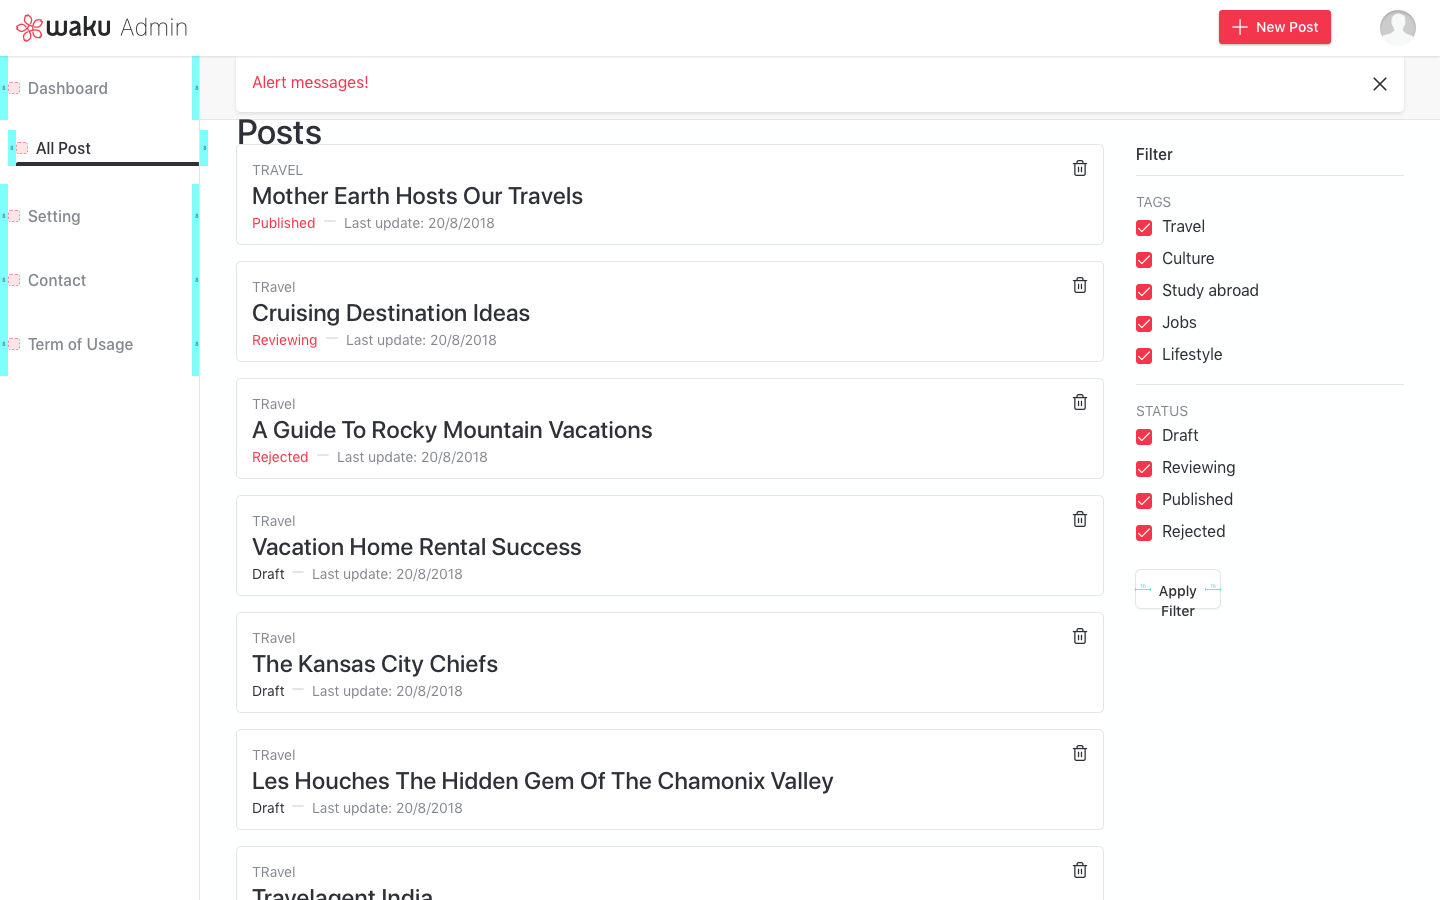 waku Admin
New Post
Dashboard
All Post
Setting
Contact
Term of Usage
Alert messages!
Posts
TRAVEL
Mother Earth Hosts Our Travels
Published — Last update: 20/8/2018
TRavel
Cruising Destination Ideas
Reviewing — Last update: 20/8/2018
TRavel
A Guide To Rocky Mountain Vacations
Rejected — Last update: 20/8/2018
TRavel
Vacation Home Rental Success
Draft — Last update: 20/8/2018
TRavel
The Kansas City Chiefs
Draft — Last update: 20/8/2018
TRavel
Les Houches The Hidden Gem Of The Chamonix Valley
Draft — Last update: 20/8/2018
TRavel
Travelagent India
Filter
TAGS
Travel
Culture
Study abroad
Jobs
Lifestyle
STATUS
Draft
Reviewing
Published
Rejected
Apply
Filter